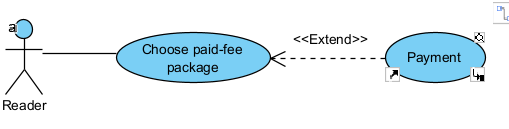 a
Choose paid-fee
package
<<Extend>>
Payment
Reader